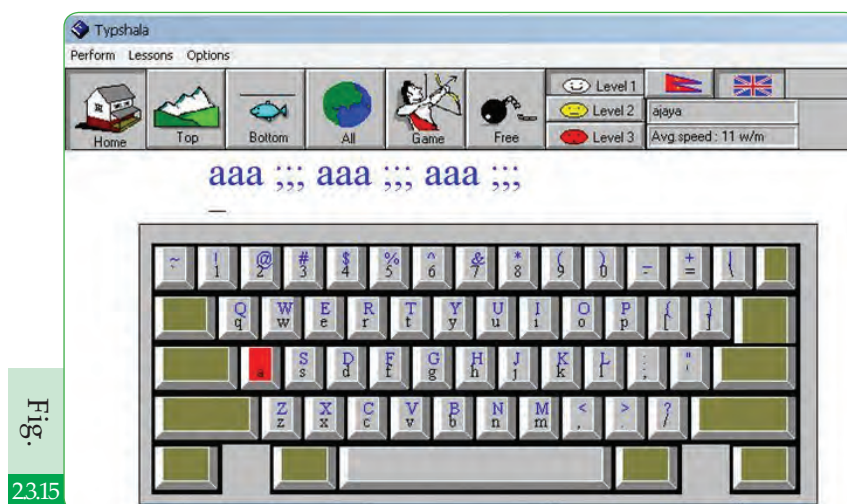 Typshala
Perform Lessons Options
Home Top Bottom All Game Free
Level 1
Level 2
Level 3
ajaya
Avg.speed : 11 w/m
aaa ;;; aaa ;;; aaa ;;;
~ ! @ # $ % ^ & * ( ) _ + |
` 1 2 3 4 5 6 7 8 9 0 - = \
Q W E R T Y U I O P { }
q w e r t y u i o p [ ]
S D F G H J K L : "
a s d f g h j k l ; '
Z X C V B N M < > ?
z x c v b n m , . /
Fig.
2.3.15